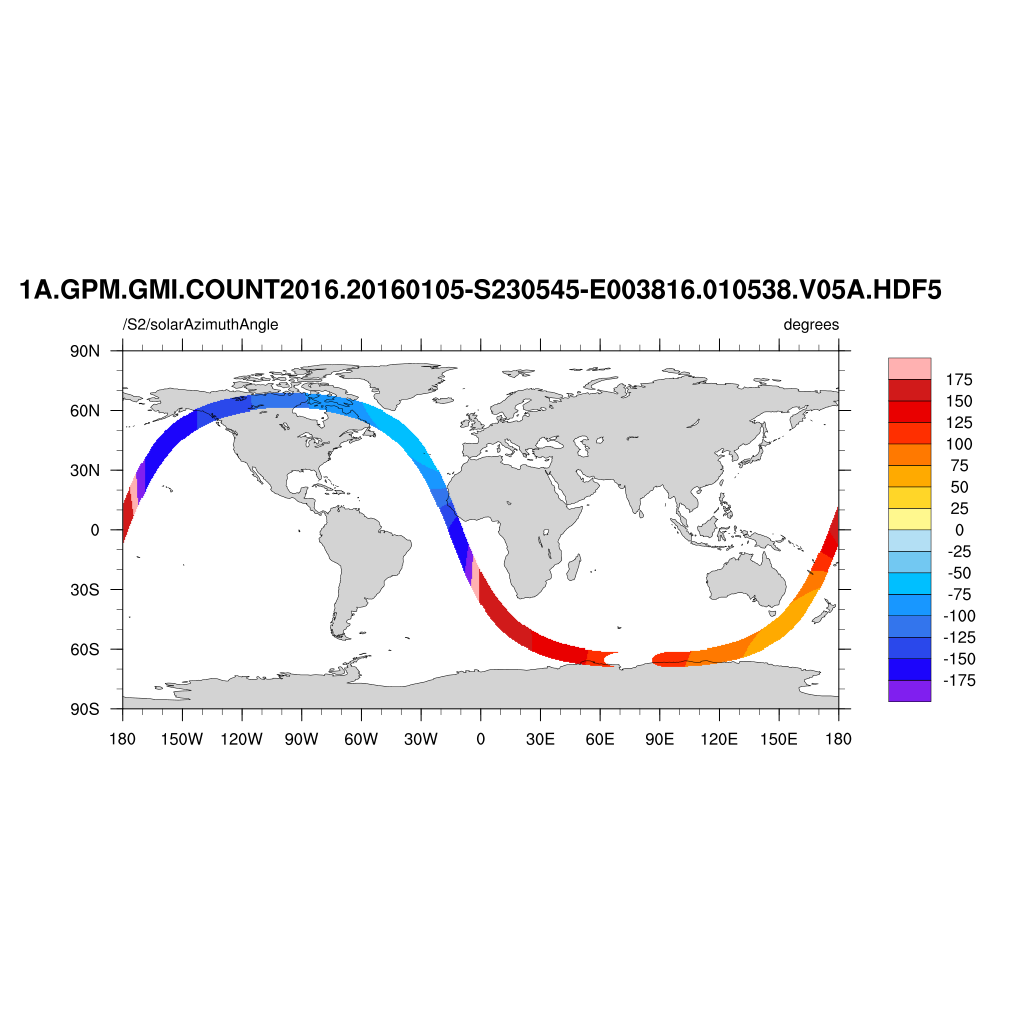 1A.GPM.GMI.COUNT2016.20160105-S230545-E003816.010538.V05A.HDF5
/S2/solarAzimuthAngle degrees
90N
60N
30N
0
30S
60S
90S
180 150W 120W 90W 60W 30W 0 30E 60E 90E 120E 150E 180
175
150
125
100
75
50
25
0
-25
-50
-75
-100
-125
-150
-175